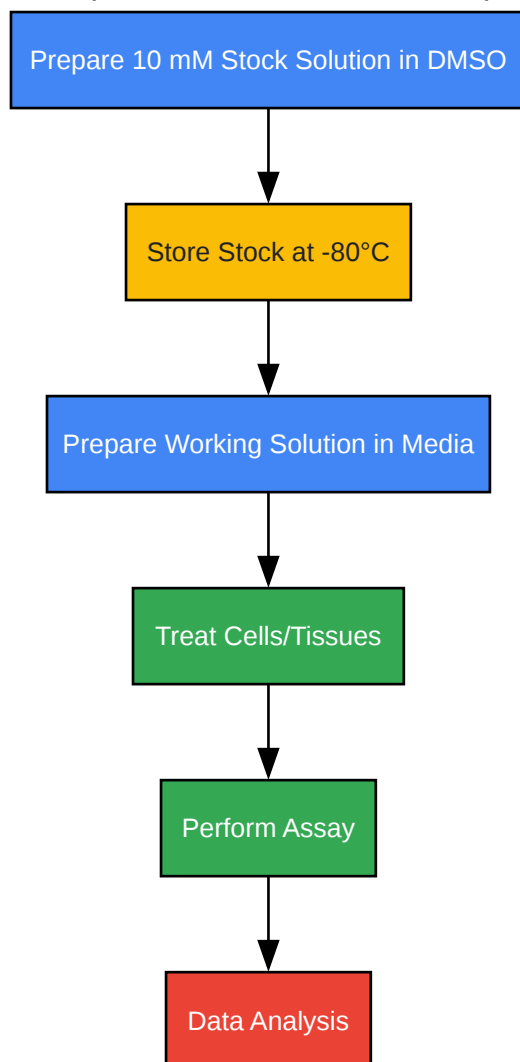 Prepare 10 mM Stock Solution in DMSO
Store Stock at -80°C
Prepare Working Solution in Media
Treat Cells/Tissues
Perform Assay
Data Analysis